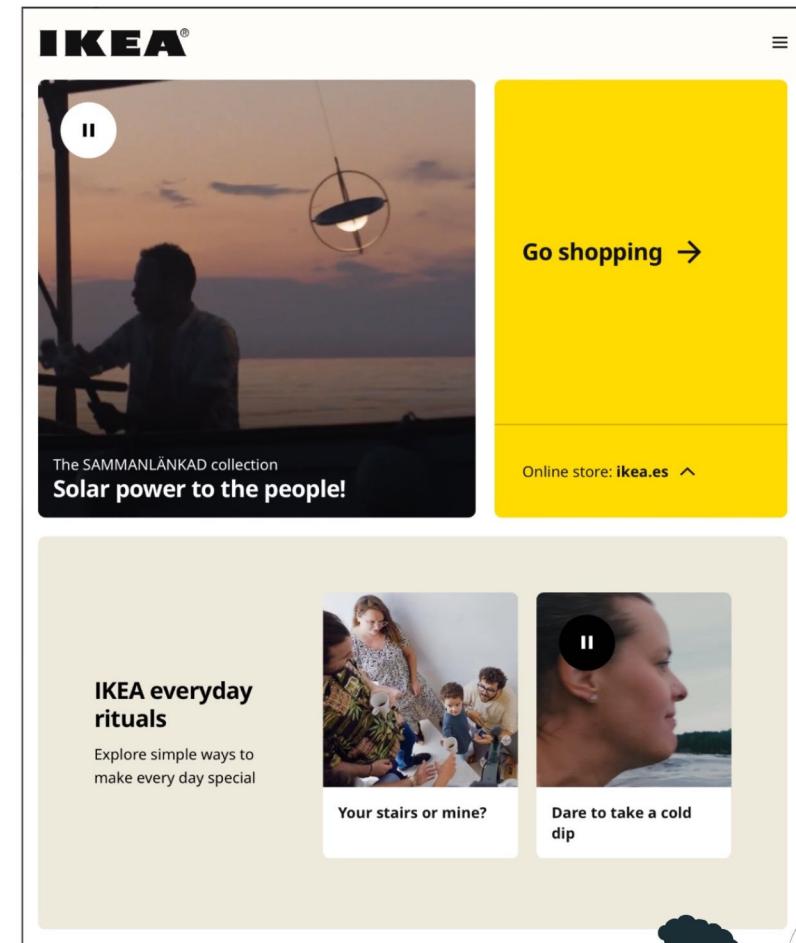 IKEA®
The SAMMANLÄNKAD collection
Solar power to the people!
Go shopping →
Online store: ikea.es
IKEA everyday
rituals
Explore simple ways to
make every day special
Your stairs or mine?
Dare to take a cold
dip